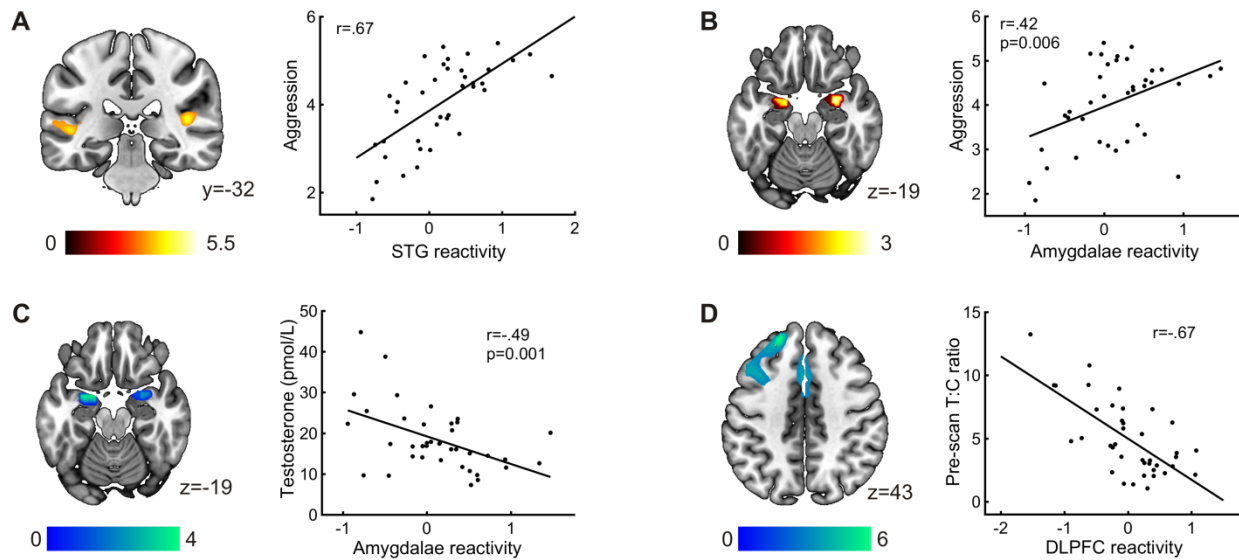 A
6
r=.67
Aggression
4
2
y=-32
0
5.5
-1
0
1
2
STG reactivity
B
6
r=.42
p=0.006
5
Aggression
4
3
2
z=-19
0
3
-1
0
1
Amygdalae reactivity
C
50
r=-.49
p=0.001
40
Testosterone (pmol/L)
30
20
10
0
z=-19
0
4
-1
0
1
Amygdalae reactivity
D
15
r=-.67
Pre-scan T:C ratio
10
5
0
z=43
0
6
-2
-1
0
1
DLPFC reactivity